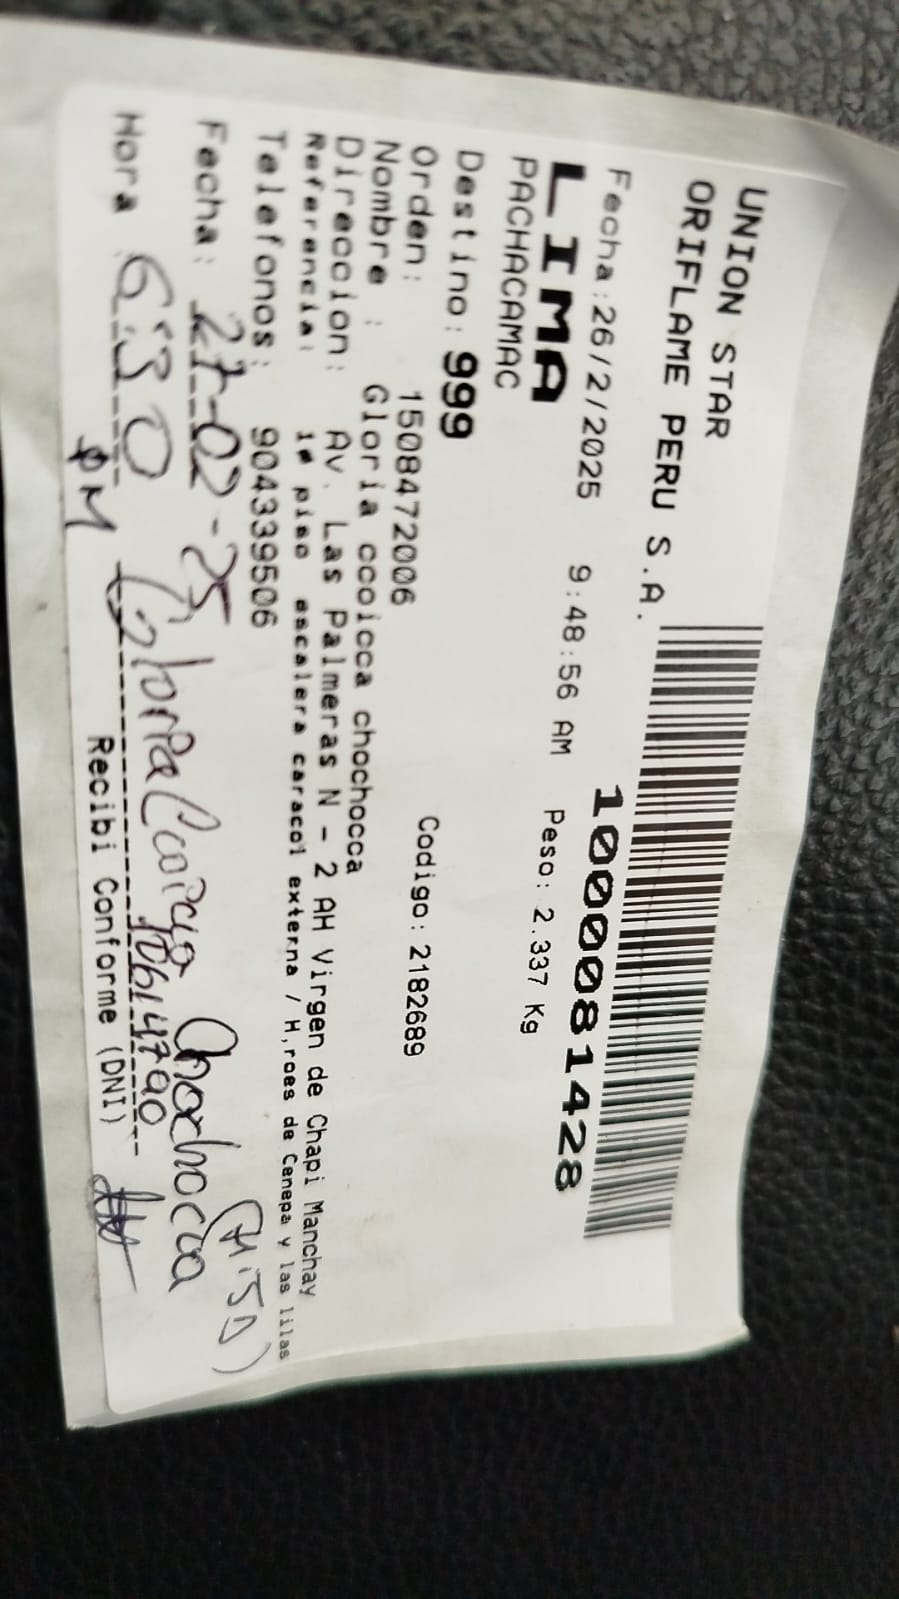 UNION STAR
ORIFLAME PERU S.A.
1000081428
Fecha:26/2/2025 9:48:56 AM Peso: 2.337 Kg
LIMA
PACHACAMAC
Destino: 999
Orden: 1508472006 Codigo: 2182689
Nombre : Gloria ccoicca chochocca
Direccion: Av. Las Palmeras N - 2 AH Virgen de Chapi Manchay
Referencia: 1# piso escalera caracol externa / H,roes de Cenepa y las lilas
Telefonos: 904339506
Fecha: 27-02-25 Gloria Ccoicca Chochocca
Hora 6:30 PM
Recibi Conforme (DNI)